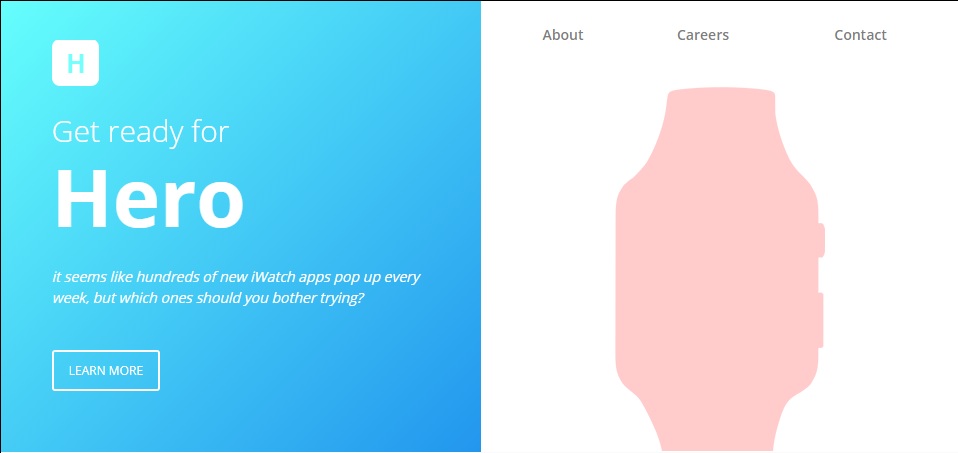 H
About Careers Contact
Get ready for
Hero
it seems like hundreds of new iWatch apps pop up every
week, but which ones should you bother trying?
LEARN MORE